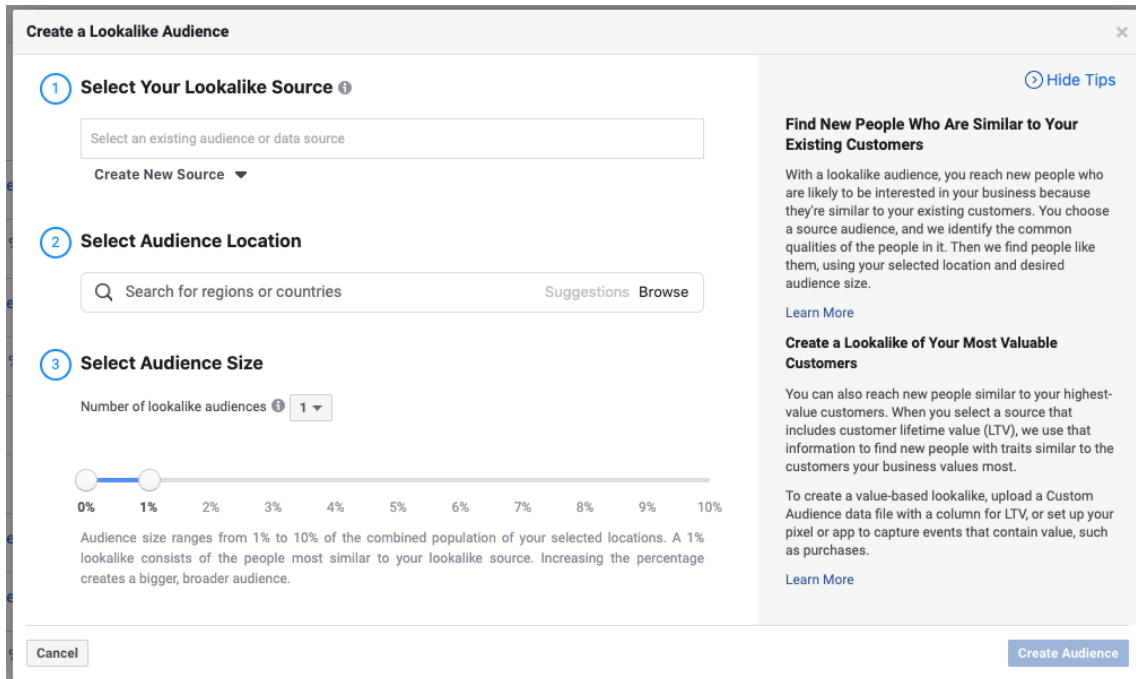 Create a Lookalike Audience
1 Select Your Lookalike Source
Select an existing audience or data source
Create New Source
2 Select Audience Location
Search for regions or countries Suggestions Browse
3 Select Audience Size
Number of lookalike audiences 1
0% 1% 2% 3% 4% 5% 6% 7% 8% 9% 10%
Audience size ranges from 1% to 10% of the combined population of your selected locations. A 1%
lookalike consists of the people most similar to your lookalike source. Increasing the percentage
creates a bigger, broader audience.
Hide Tips
Find New People Who Are Similar to Your
Existing Customers
With a lookalike audience, you reach new people who
are likely to be interested in your business because
they're similar to your existing customers. You choose
a source audience, and we identify the common
qualities of the people in it. Then we find people like
them, using your selected location and desired
audience size.
Learn More
Create a Lookalike of Your Most Valuable
Customers
You can also reach new people similar to your highest-
value customers. When you select a source that
includes customer lifetime value (LTV), we use that
information to find new people with traits similar to the
customers your business values most.
To create a value-based lookalike, upload a Custom
Audience data file with a column for LTV, or set up your
pixel or app to capture events that contain value, such
as purchases.
Learn More
Cancel
Create Audience